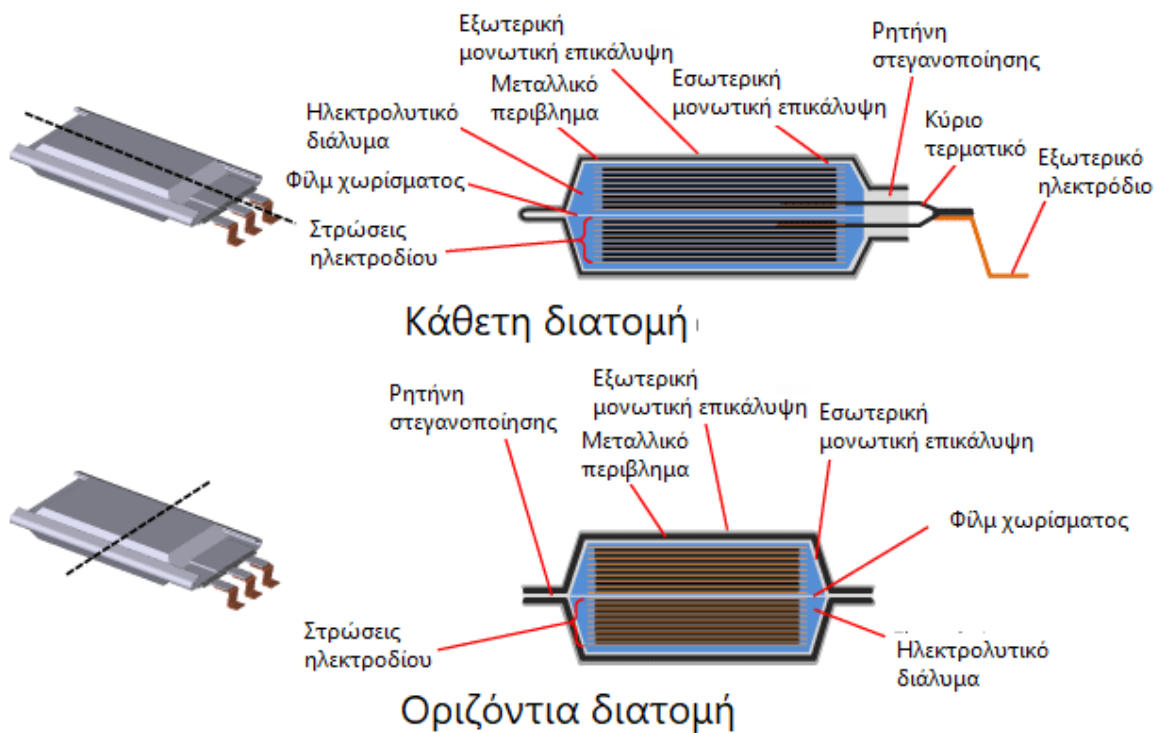 Εξωτερική
μονωτική επικάλυψη
Ρητήνη
στεγανοποίησης
Μεταλλικό
περιβλημα
Εσωτερική
μονωτική επικάλυψη
Ηλεκτρολυτικό
διάλυμα
Κύριο
τερματικό
Εξωτερικό
ηλεκτρόδιο
Φίλμ χωρίσματος
Στρώσεις
ηλεκτροδίου
Κάθετη διατομή
Ρητήνη
στεγανοποίησης
Εξωτερική
μονωτική επικάλυψη
Εσωτερική
μονωτική επικάλυψη
Μεταλλικό
περιβλημα
Φίλμ χωρίσματος
Στρώσεις
ηλεκτροδίου
Ηλεκτρολυτικό
διάλυμα
Οριζόντια διατομή